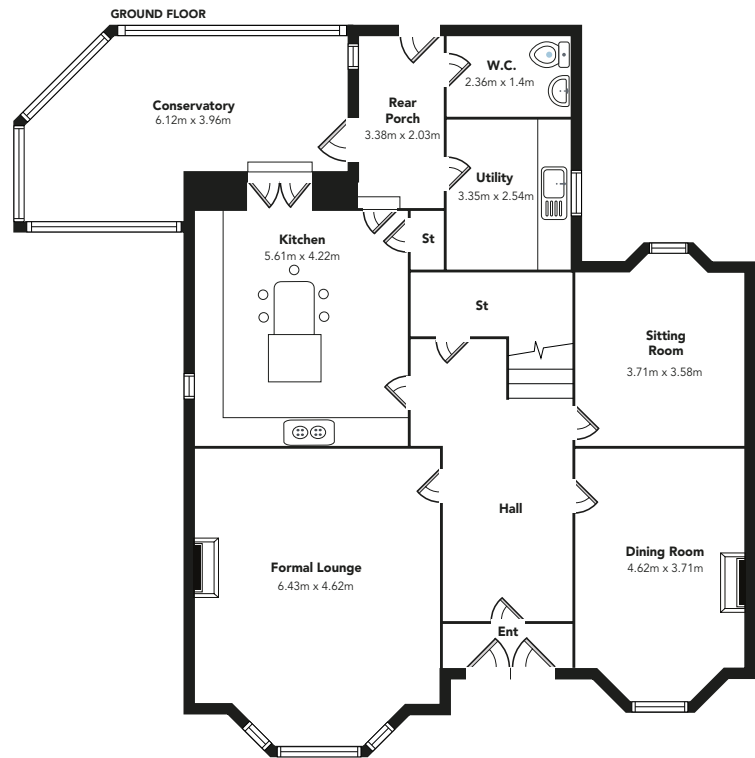 GROUND FLOOR
Conservatory
6.12m x 3.96m
Rear
Porch
3.38m x 2.03m
W.C.
2.36m x 1.4m
Utility
3.35m x 2.54m
Kitchen
5.61m x 4.22m
St
St
Sitting
Room
3.71m x 3.58m
Hall
Formal Lounge
6.43m x 4.62m
Dining Room
4.62m x 3.71m
Ent